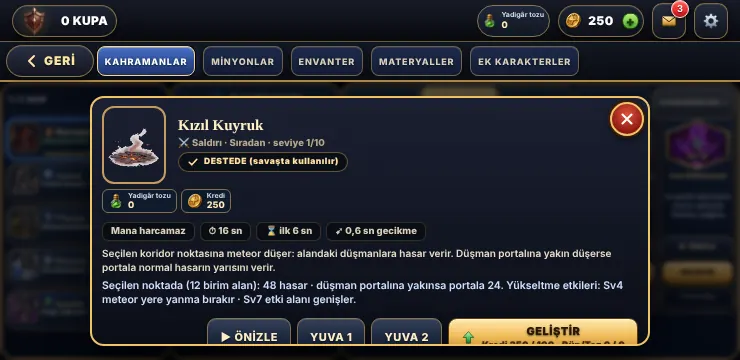 0 KUPA
Yadigâr tozu
0
250
3
GERİ
KAHRAMANLAR
MİNYONLAR
ENVANTER
MATERYALLER
EK KARAKTERLER
Kızıl Kuyruk
Saldırı · Sıradan · seviye 1/10
DESTEDE (savaşta kullanılır)
Yadigâr tozu
0
Kredi
250
Mana harcamaz
16 sn
ilk 6 sn
0,6 sn gecikme
Seçilen koridor noktasına meteor düşer: alandaki düşmanlara hasar verir. Düşman portalına yakın düşerse
portala normal hasarın yarısını verir.
Seçilen noktada (12 birim alan): 48 hasar · düşman portalına yakınsa portala 24. Yükseltme etkileri: Sv4
meteor yere yanma bırakır · Sv7 etki alanı genişler.
ÖNİZLE
YUVA 1
YUVA 2
GELİŞTİR